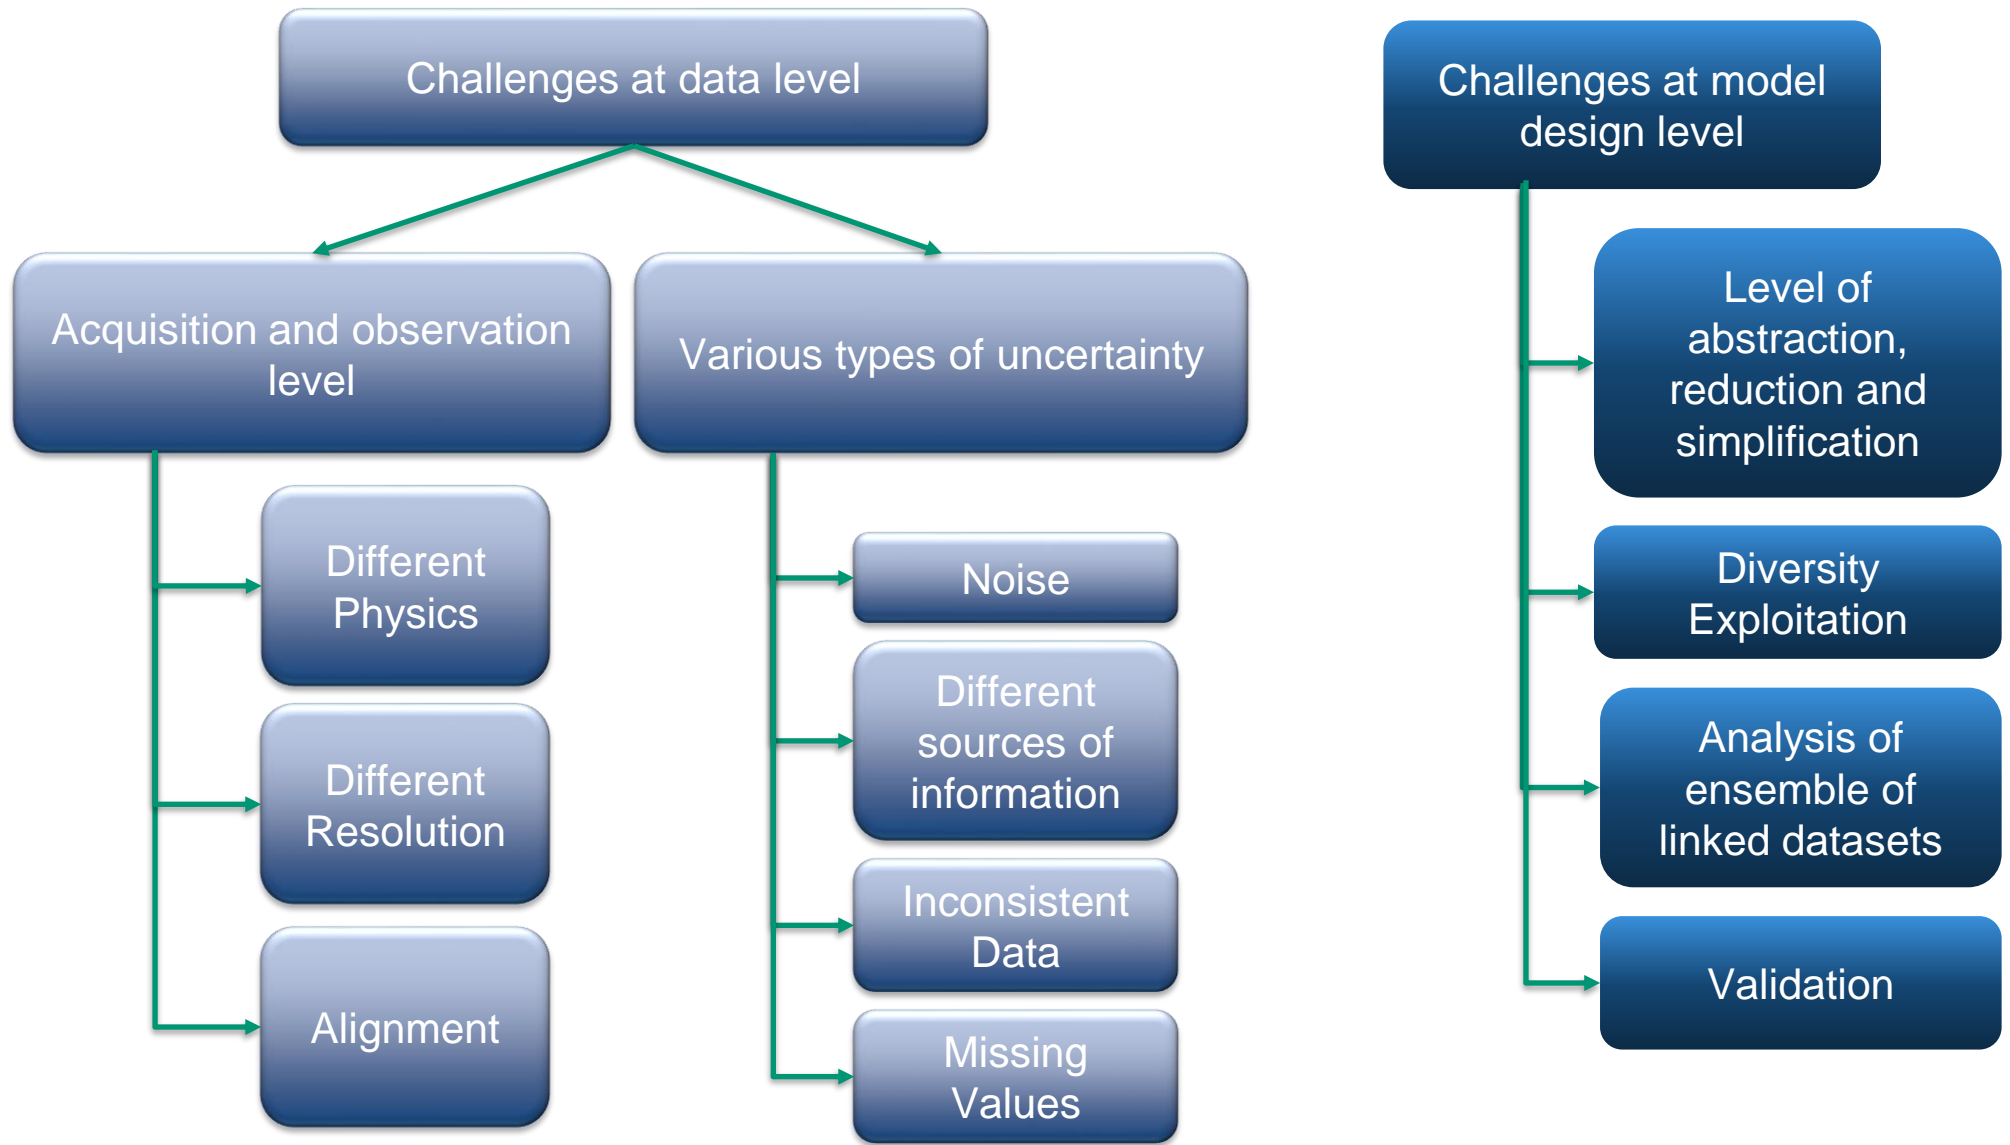 Challenges at data level
Acquisition and observation
level
Different
Physics
Different
Resolution
Alignment
Various types of uncertainty
Noise
Different
sources of
information
Inconsistent
Data
Missing
Values
Challenges at model
design level
Level of
abstraction,
reduction and
simplification
Diversity
Exploitation
Analysis of
ensemble of
linked datasets
Validation